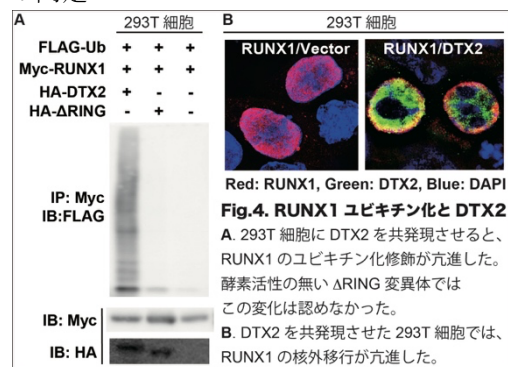 A
293T 細胞
FLAG-Ub + + +
Myc-RUNX1 + + +
HA-DTX2 + - -
HA-ΔRING - + -
IP: Myc
IB:FLAG
IB: Myc
IB: HA
B
293T 細胞
RUNX1/Vector
RUNX1/DTX2
Red: RUNX1, Green: DTX2, Blue: DAPI
Fig.4. RUNX1 ユビキチン化と DTX2
A. 293T 細胞に DTX2 を共発現させると、
RUNX1 のユビキチン化修飾が亢進した。
酵素活性の無い ΔRING 変異体では
この変化は認めなかった。
B. DTX2 を共発現させた 293T 細胞では、
RUNX1 の核外移行が亢進した。